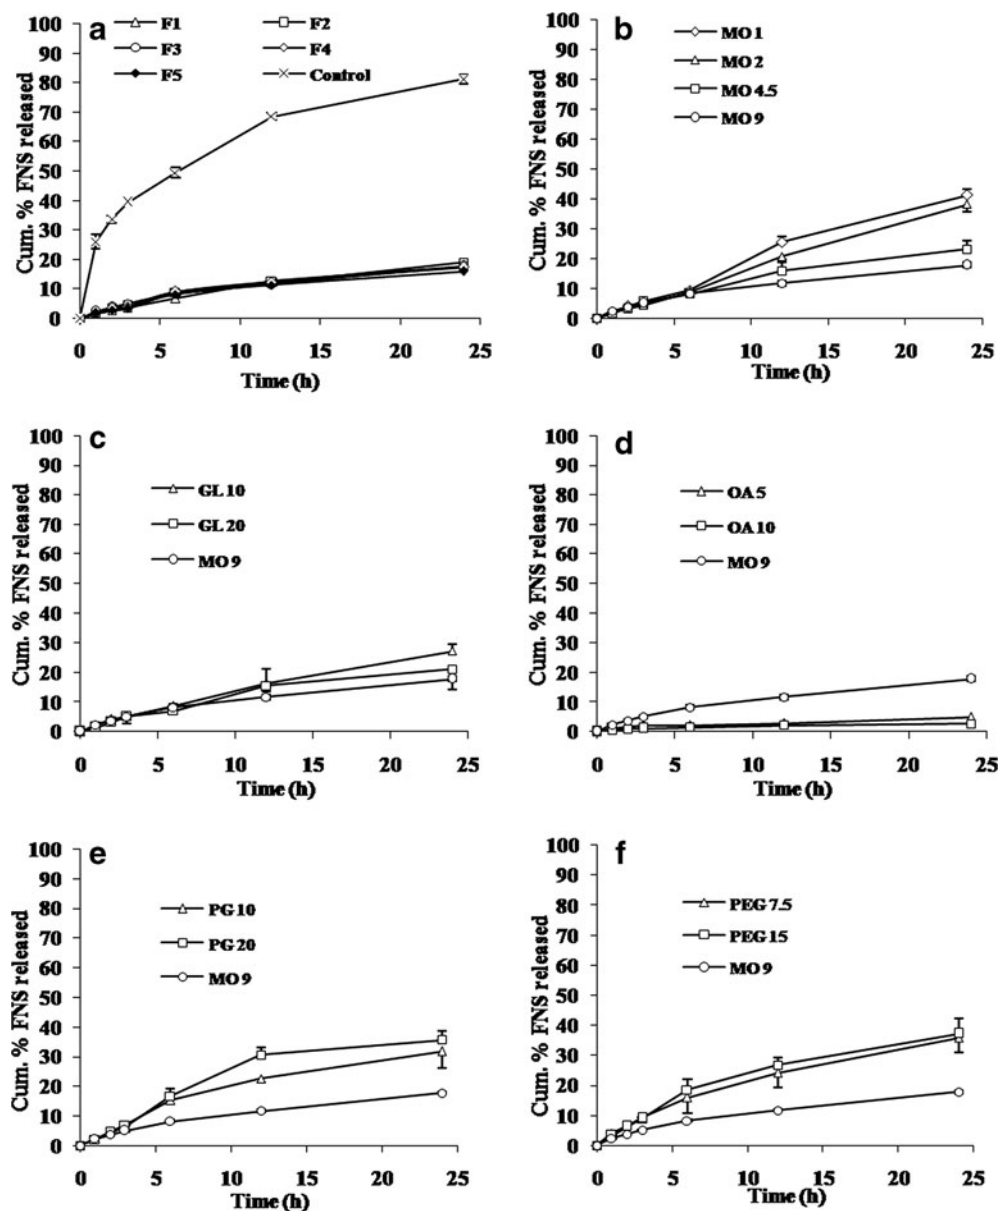 a
F1 F2
F3 F4
F5 Control
Cum. % FNS released
100
90
80
70
60
50
40
30
20
10
0
0 5 10 15 20 25
Time (h)
b
MO 1
MO 2
MO 4.5
MO 9
Cum. % FNS released
100
90
80
70
60
50
40
30
20
10
0
0 5 10 15 20 25
Time (h)
c
GL 10
GL 20
MO 9
Cum. % FNS released
100
90
80
70
60
50
40
30
20
10
0
0 5 10 15 20 25
Time (h)
d
OA 5
OA 10
MO 9
Cum. % FNS released
100
90
80
70
60
50
40
30
20
10
0
0 5 10 15 20 25
Time (h)
e
PG 10
PG 20
MO 9
Cum. % FNS released
100
90
80
70
60
50
40
30
20
10
0
0 5 10 15 20 25
Time (h)
f
PEG 7.5
PEG 15
MO 9
Cum. % FNS released
100
90
80
70
60
50
40
30
20
10
0
0 5 10 15 20 25
Time (h)